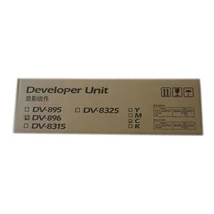 Developer Unit
显影组件
DV-895
DV-8325
DV-896
DV-8315
Y
M
C
K